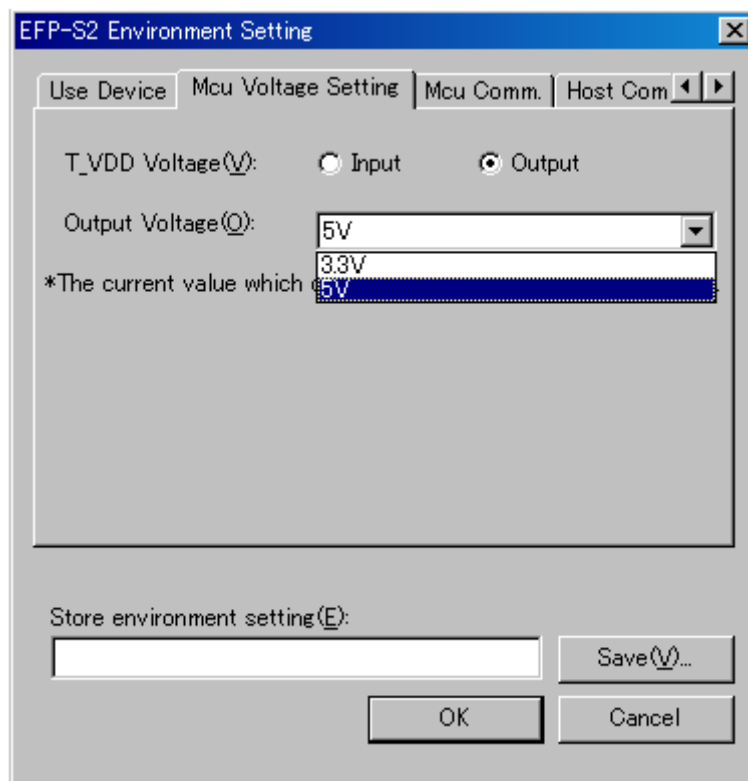 EFP-S2 Environment Setting
Use Device Mcu Voltage Setting Mcu Comm. Host Com
T_VDD Voltage(V): Input Output
Output Voltage(O): 5V
3.3V
*The current value which
5V
Store environment setting(E):
Save(V)...
OK Cancel